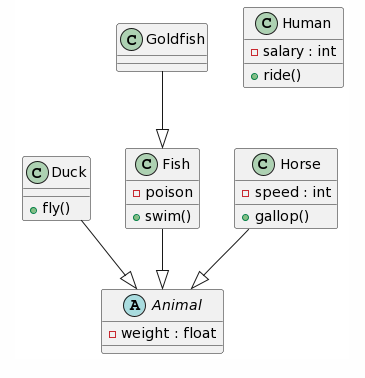 C Goldfish
C Human
salary : int
ride()
C Duck
fly()
C Fish
poison
swim()
C Horse
speed : int
gallop()
A Animal
weight : float